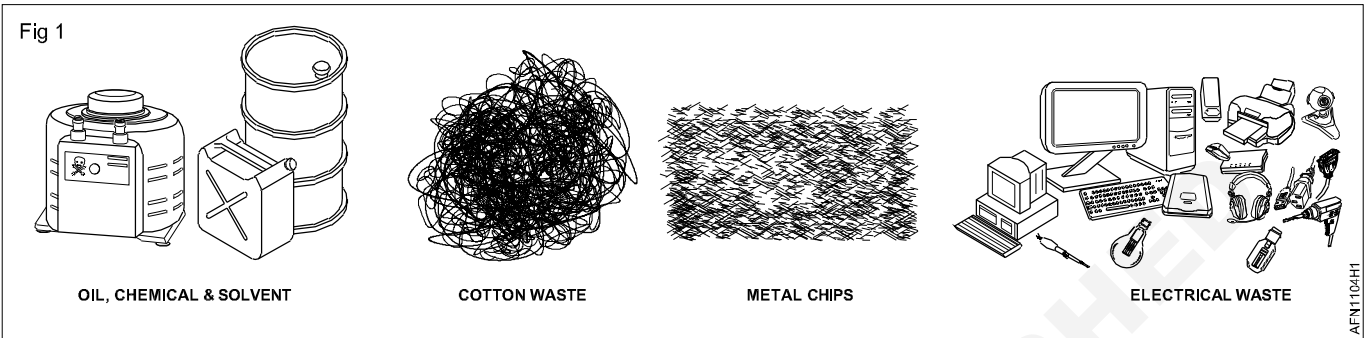 Fig 1
OIL, CHEMICAL & SOLVENT
COTTON WASTE
METAL CHIPS
ELECTRICAL WASTE
AFN1104H1